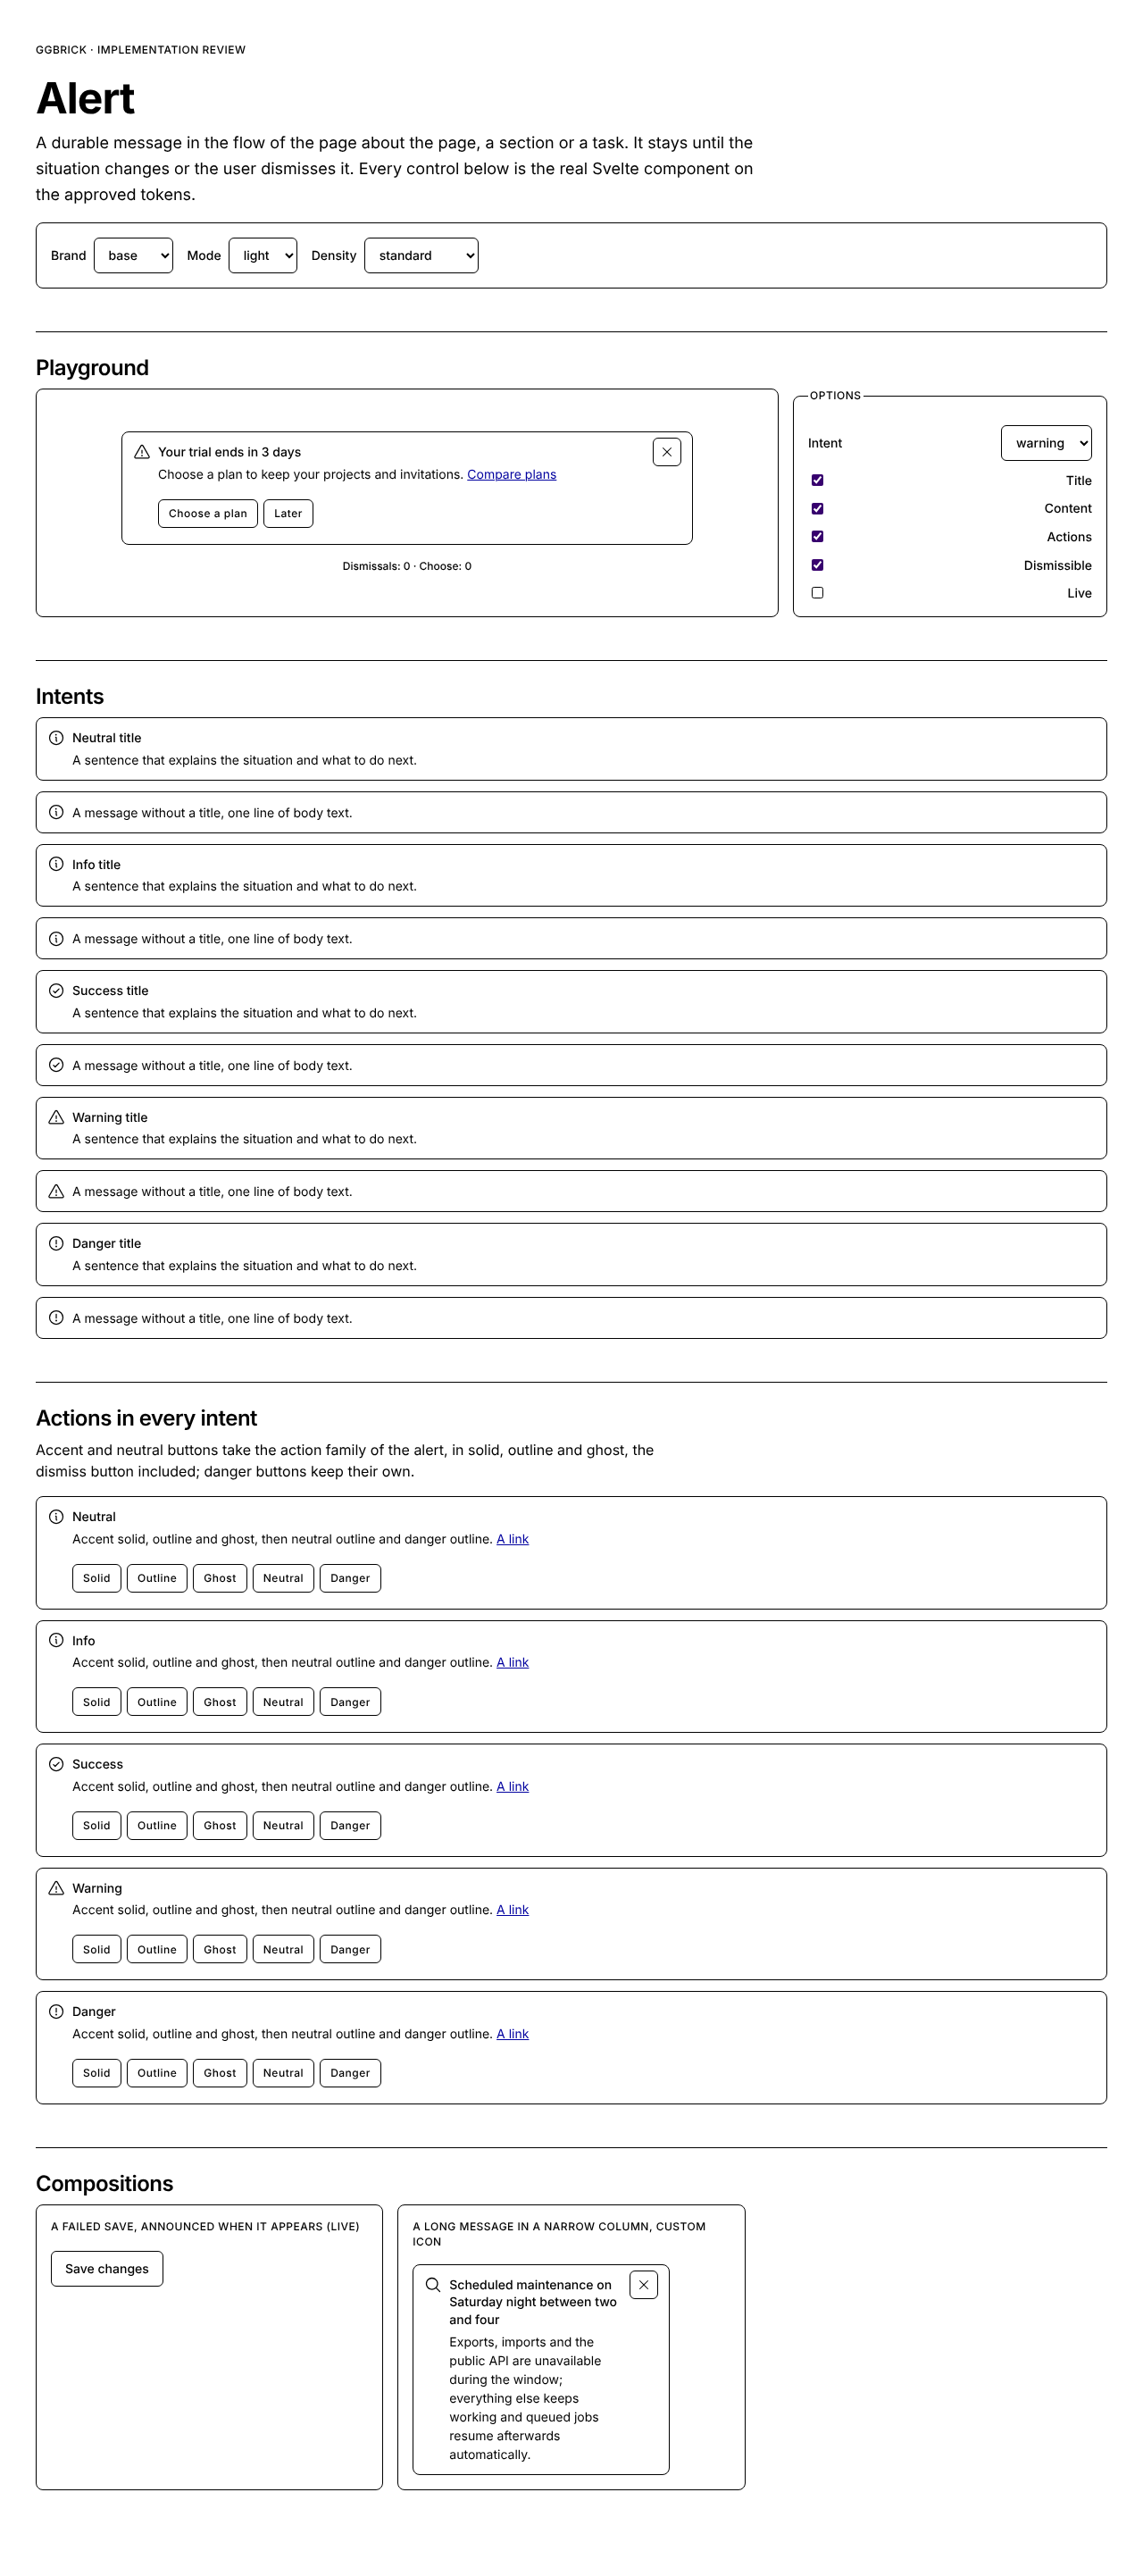 GGBRICK · IMPLEMENTATION REVIEW
Alert
A durable message in the flow of the page about the page, a section or a task. It stays until the
situation changes or the user dismisses it. Every control below is the real Svelte component on
the approved tokens.
Brand base Mode light Density standard
Playground
Your trial ends in 3 days
Choose a plan to keep your projects and invitations. Compare plans
Choose a plan Later
Dismissals: 0 · Choose: 0
OPTIONS
Intent warning
Title
Content
Actions
Dismissible
Live
Intents
Neutral title
A sentence that explains the situation and what to do next.
A message without a title, one line of body text.
Info title
A sentence that explains the situation and what to do next.
A message without a title, one line of body text.
Success title
A sentence that explains the situation and what to do next.
A message without a title, one line of body text.
Warning title
A sentence that explains the situation and what to do next.
A message without a title, one line of body text.
Danger title
A sentence that explains the situation and what to do next.
A message without a title, one line of body text.
Actions in every intent
Accent and neutral buttons take the action family of the alert, in solid, outline and ghost, the
dismiss button included; danger buttons keep their own.
Neutral
Accent solid, outline and ghost, then neutral outline and danger outline. A link
Solid Outline Ghost Neutral Danger
Info
Accent solid, outline and ghost, then neutral outline and danger outline. A link
Solid Outline Ghost Neutral Danger
Success
Accent solid, outline and ghost, then neutral outline and danger outline. A link
Solid Outline Ghost Neutral Danger
Warning
Accent solid, outline and ghost, then neutral outline and danger outline. A link
Solid Outline Ghost Neutral Danger
Danger
Accent solid, outline and ghost, then neutral outline and danger outline. A link
Solid Outline Ghost Neutral Danger
Compositions
A FAILED SAVE, ANNOUNCED WHEN IT APPEARS (LIVE)
Save changes
A LONG MESSAGE IN A NARROW COLUMN, CUSTOM
ICON
Scheduled maintenance on
Saturday night between two
and four
Exports, imports and the
public API are unavailable
during the window;
everything else keeps
working and queued jobs
resume afterwards
automatically.